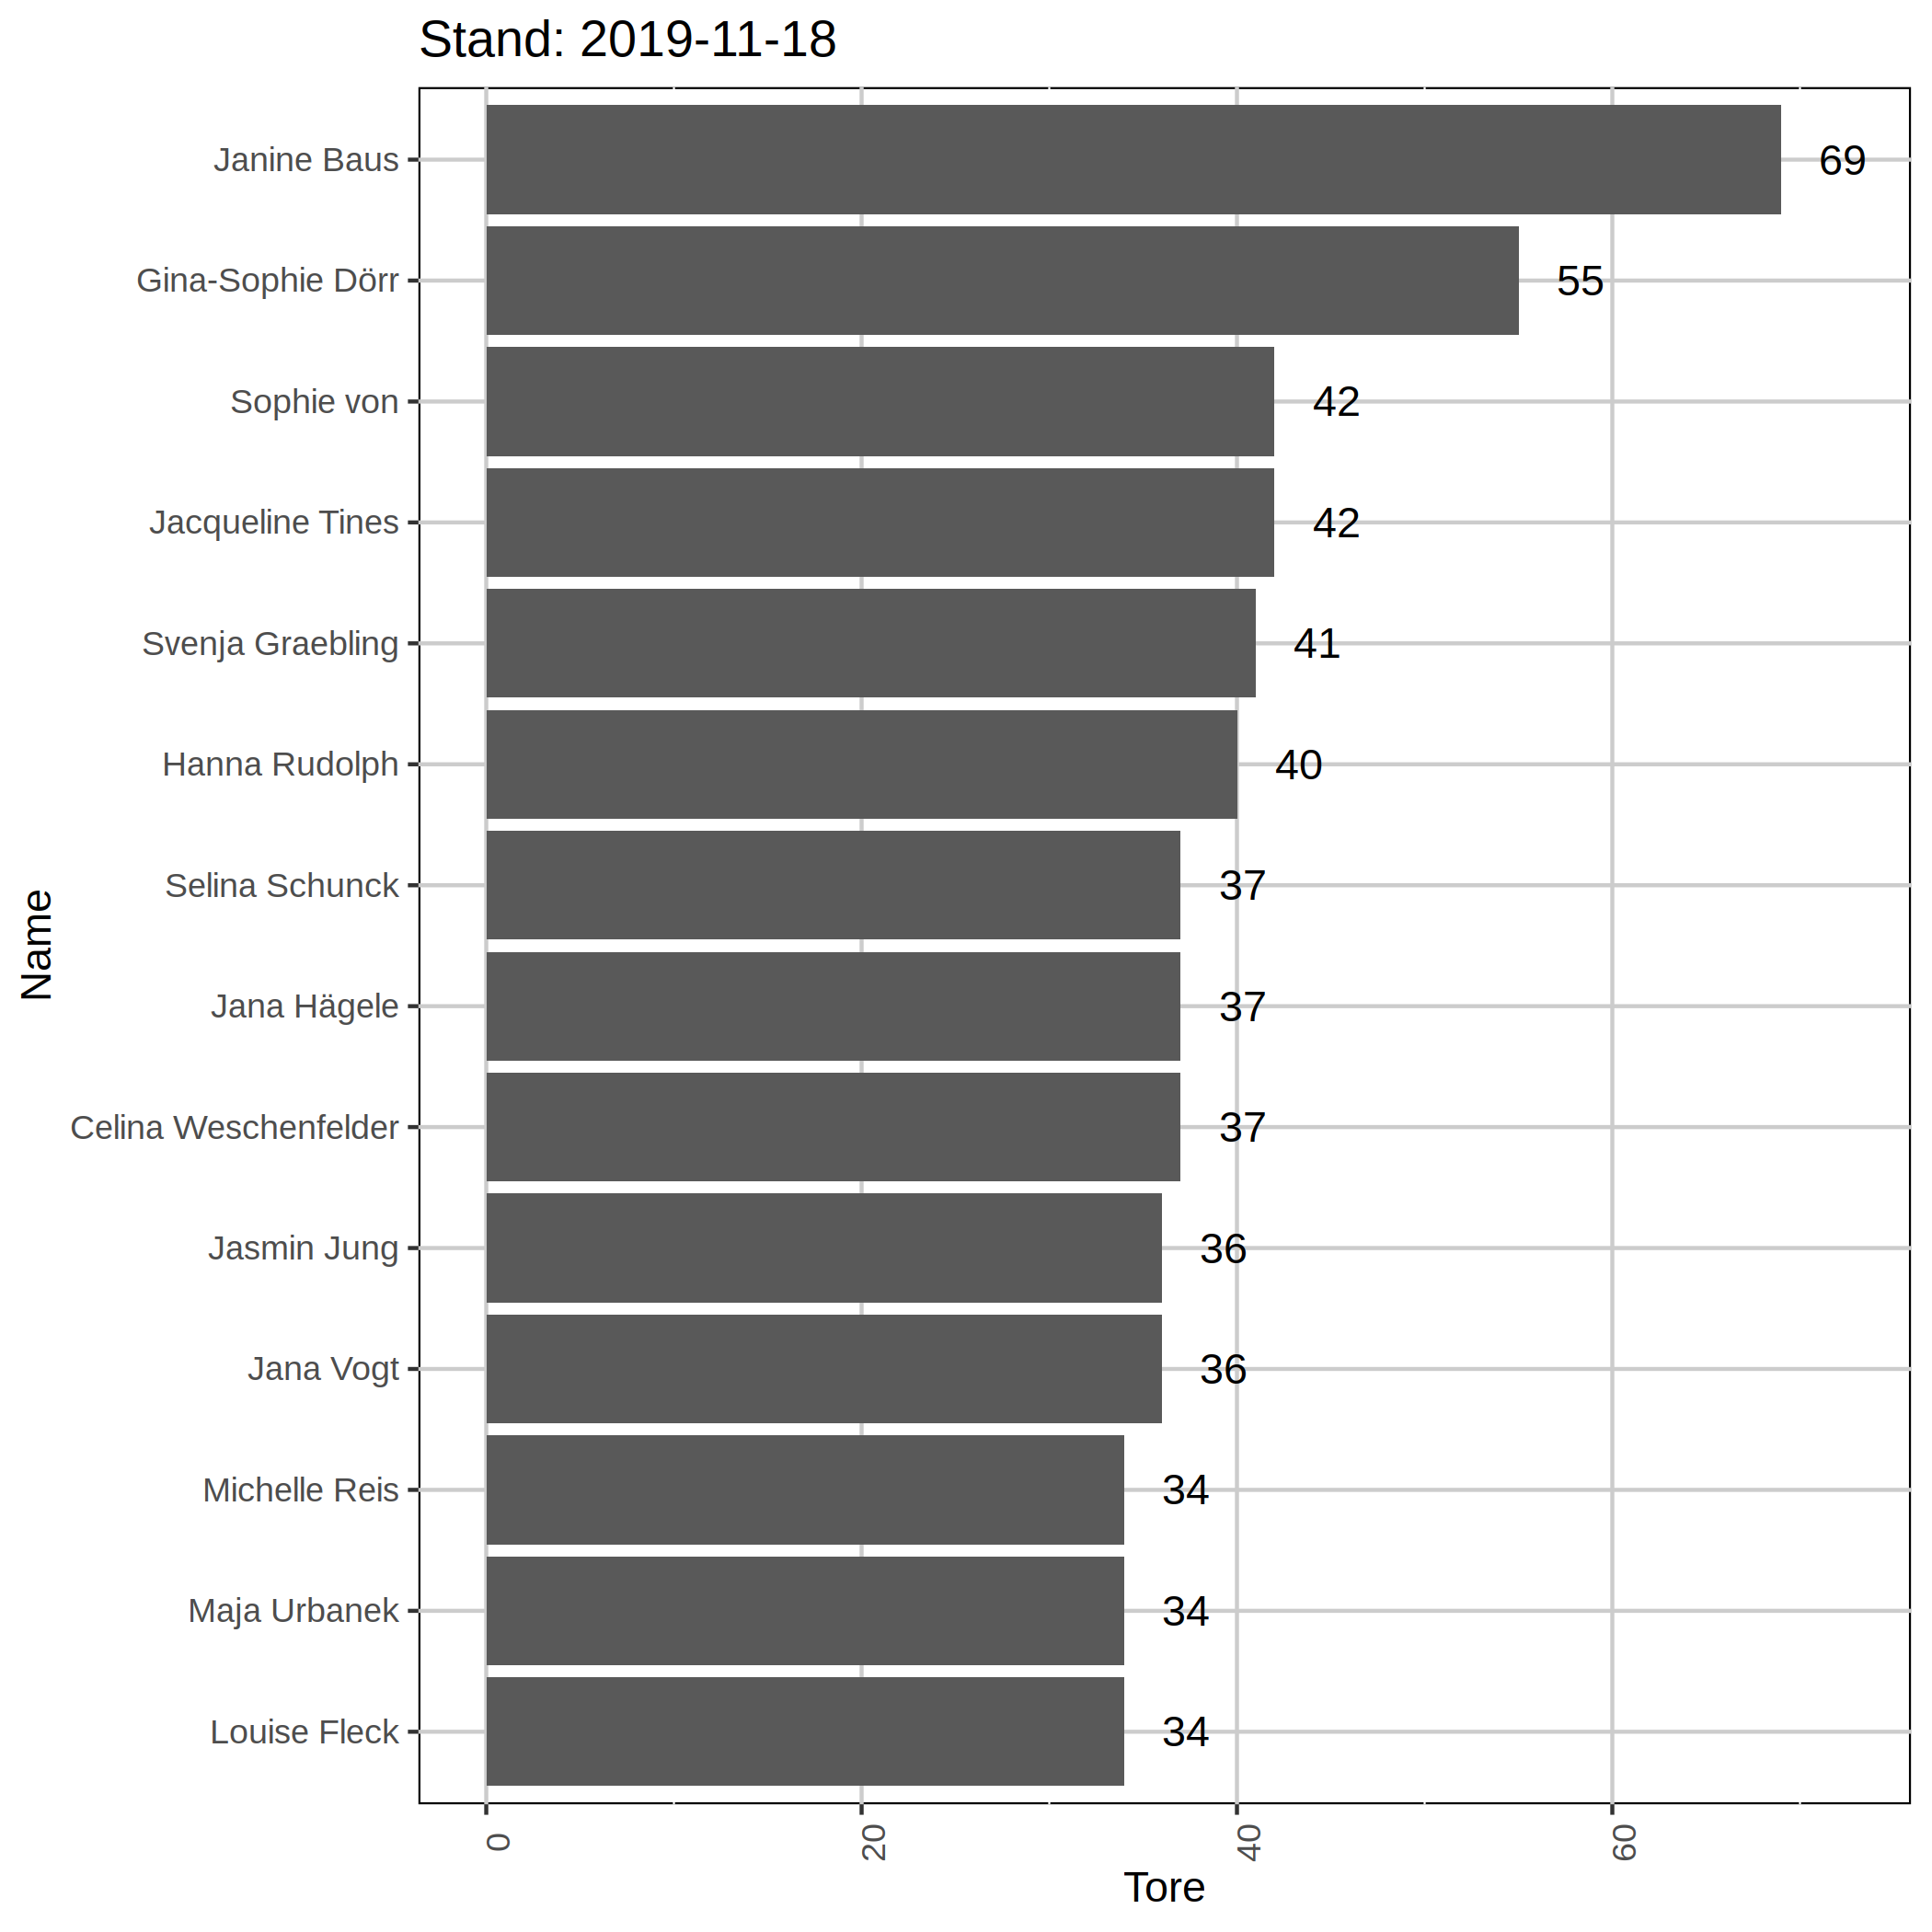 Stand: 2019-11-18
Janine Baus 69
Gina-Sophie Dörr 55
Sophie von 42
Jacqueline Tines 42
Svenja Graebling 41
Hanna Rudolph 40
Selina Schunck 37
Jana Hägele 37
Celina Weschenfelder 37
Jasmin Jung 36
Jana Vogt 36
Michelle Reis 34
Maja Urbanek 34
Louise Fleck 34
Name
0 20 40 60
Tore